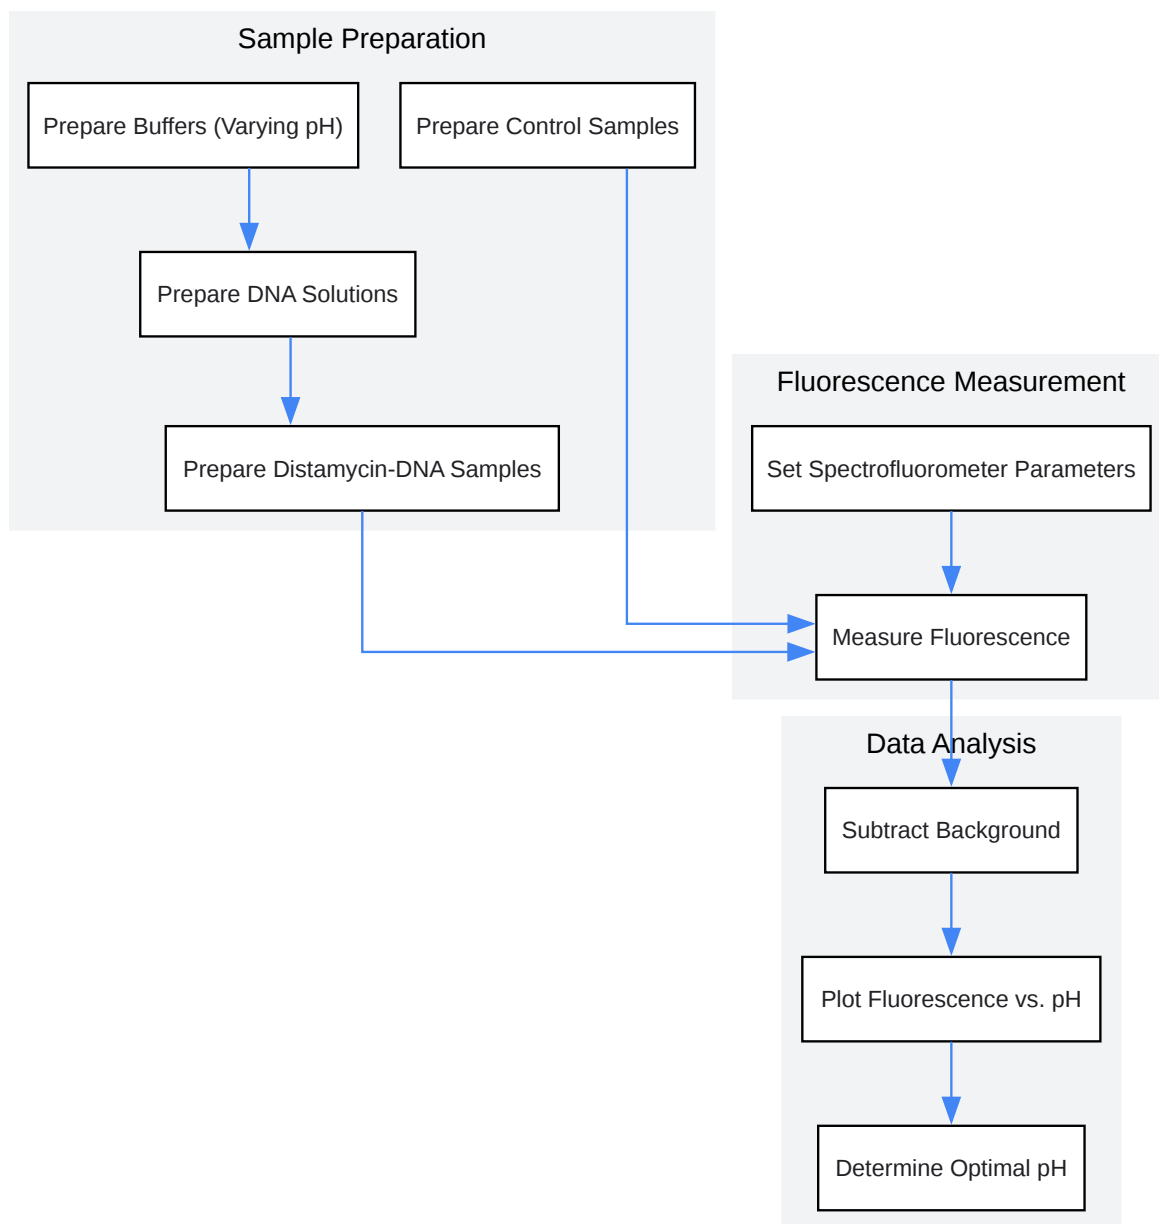 Sample Preparation
Prepare Buffers (Varying pH)
Prepare Control Samples
Prepare DNA Solutions
Prepare Distamycin-DNA Samples
Fluorescence Measurement
Set Spectrofluorometer Parameters
Measure Fluorescence
Data Analysis
Subtract Background
Plot Fluorescence vs. pH
Determine Optimal pH